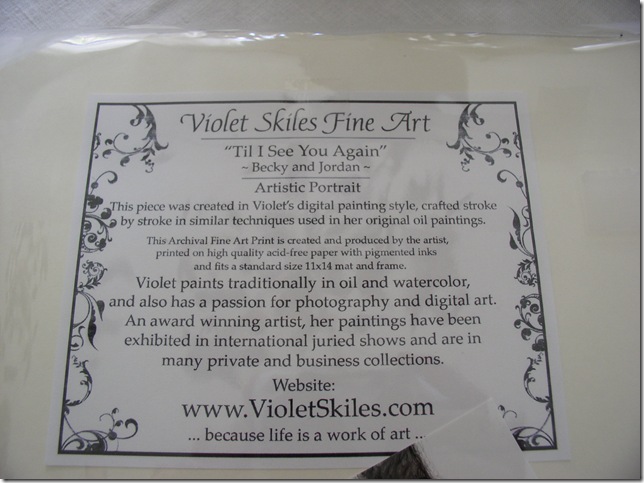 Violet Skiles Fine Art
"Til I See You Again"
~ Becky and Jordan ~
Artistic Portrait
This piece was created in Violet's digital painting style, crafted stroke
by stroke in similar techniques used in her original oil paintings.
This Archival Fine Art Print is created and produced by the artist,
printed on high quality acid-free paper with pigmented inks
and fits a standard size 11x14 mat and frame.
Violet paints traditionally in oil and watercolor,
and also has a passion for photography and digital art.
An award winning artist, her paintings have been
exhibited in international juried shows and are in
many private and business collections.
Website:
www.VioletSkiles.com
... because life is a work of art ...